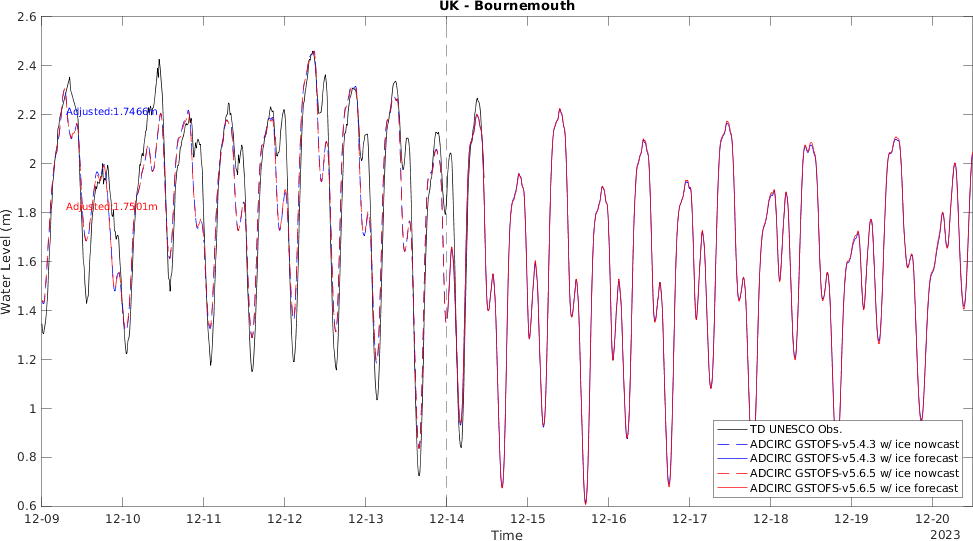 UK - Bournemouth
2.6
2.4
2.2
2
1.8
1.6
1.4
1.2
1
0.8
0.6
Water Level (m)
Adjusted:1.7466m
Adjusted:1.7501m
TD UNESCO Obs.
ADCIRC GSTOFS-v5.4.3 w/ ice nowcast
ADCIRC GSTOFS-v5.4.3 w/ ice forecast
ADCIRC GSTOFS-v5.6.5 w/ ice nowcast
ADCIRC GSTOFS-v5.6.5 w/ ice forecast
12-09 12-10 12-11 12-12 12-13 12-14 12-15 12-16 12-17 12-18 12-19 12-20
2023
Time